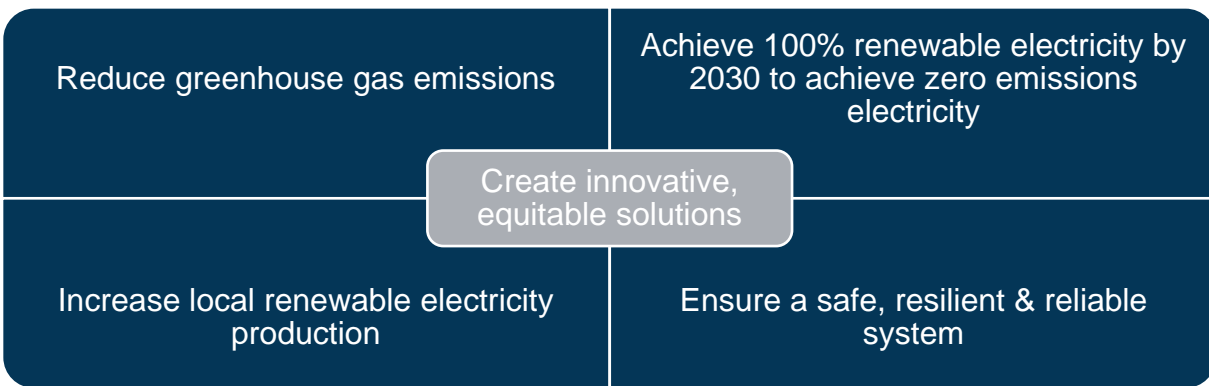 Reduce greenhouse gas emissions
Achieve 100% renewable electricity by
2030 to achieve zero emissions
electricity
Create innovative,
equitable solutions
Increase local renewable electricity
production
Ensure a safe, resilient & reliable
system